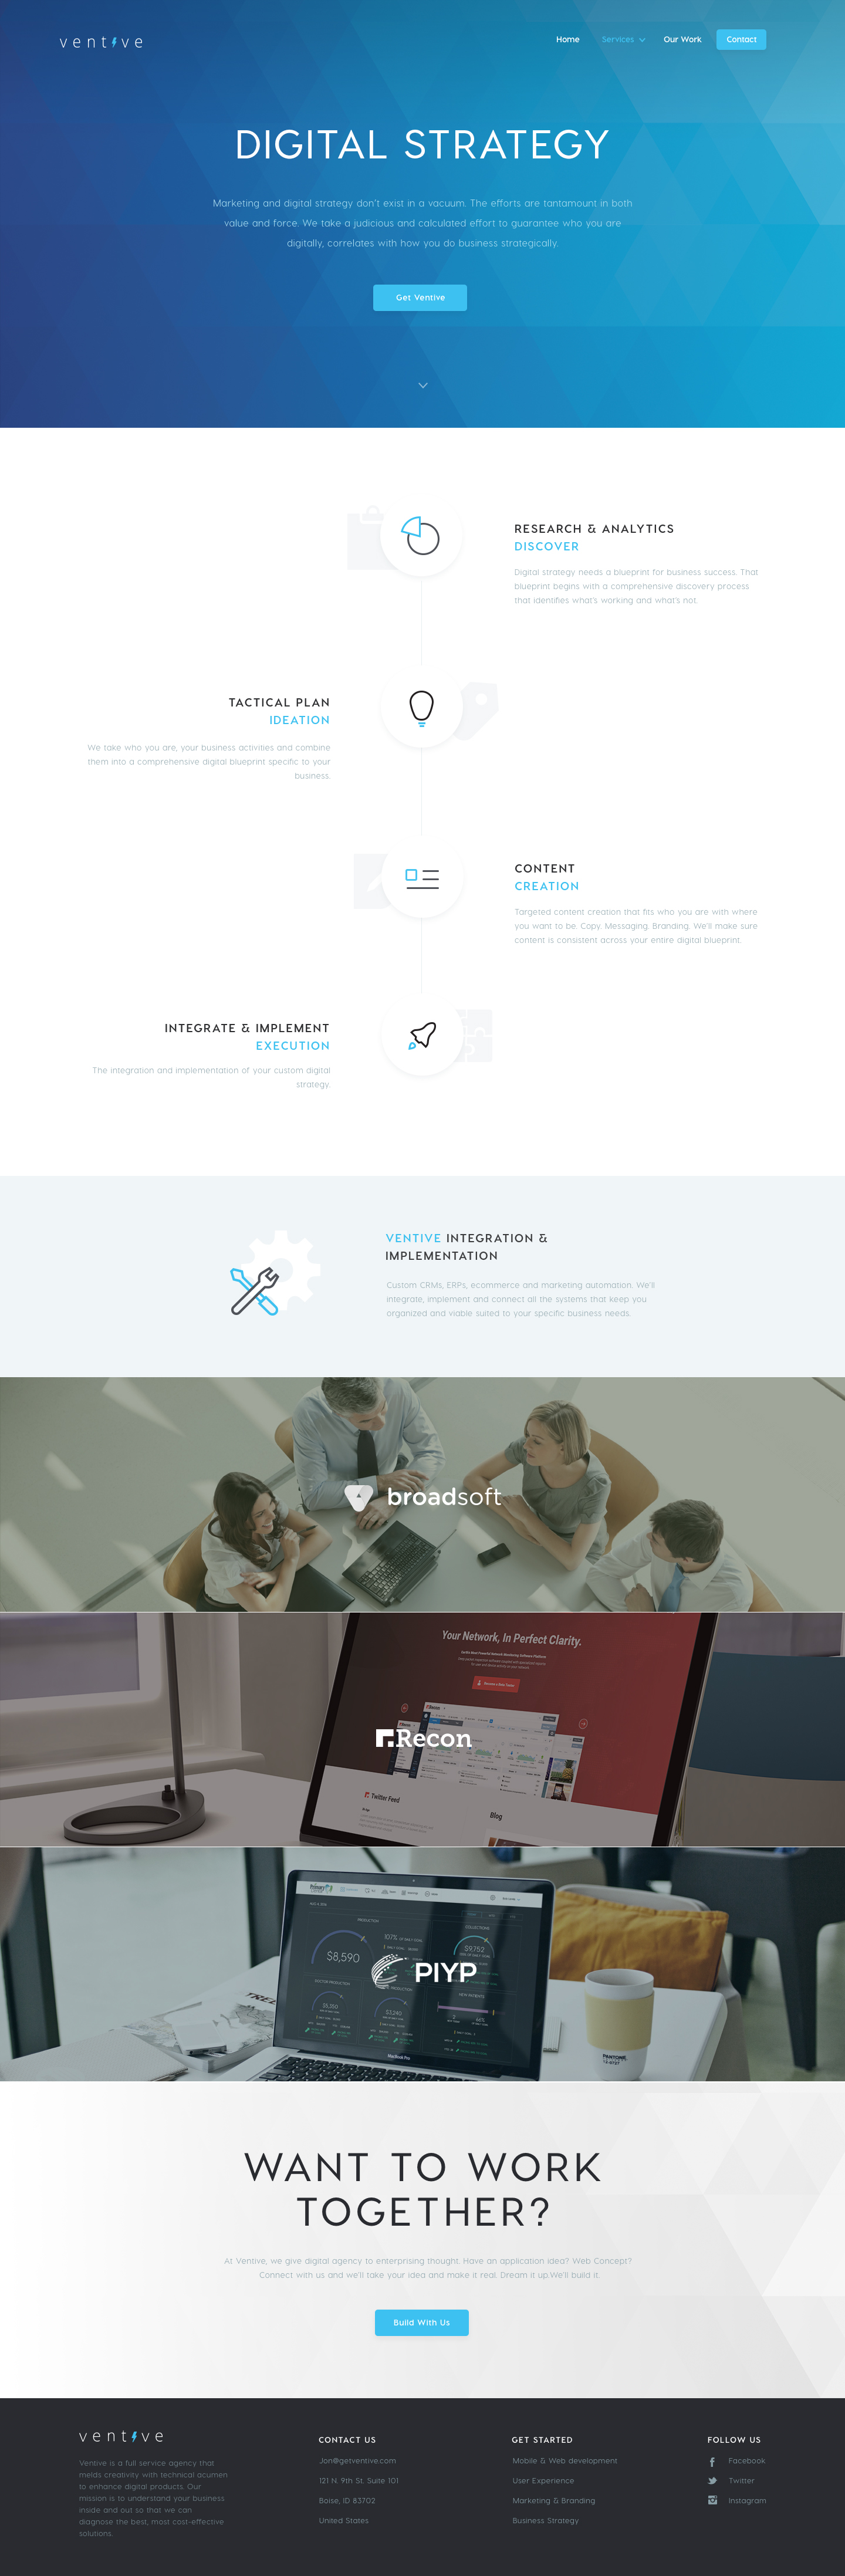 ventive
Home
Services
Our Work
Contact
DIGITAL STRATEGY
Marketing and digital strategy don't exist in a vacuum. The efforts are tantamount in both
value and force. We take a judicious and calculated effort to guarantee who you are
digitally, correlates with how you do business strategically.
Get Ventive
RESEARCH & ANALYTICS
DISCOVER
Digital strategy needs a blueprint for business success. That
blueprint begins with a comprehensive discovery process
that identifies what's working and what's not.
TACTICAL PLAN
IDEATION
We take who you are, your business activities and combine
them into a comprehensive digital blueprint specific to your
business.
CONTENT
CREATION
Targeted content creation that fits who you are with where
you want to be. Copy. Messaging. Branding. We'll make sure
content is consistent across your entire digital blueprint.
INTEGRATE & IMPLEMENT
EXECUTION
The integration and implementation of your custom digital
strategy.
VENTIVE INTEGRATION &
IMPLEMENTATION
Custom CRMs, ERPs, ecommerce and marketing automation. We'll
integrate, implement and connect all the systems that keep you
organized and viable suited to your specific business needs.
broadsoft
Your Network, In Perfect Clarity.
Recon
Twitter Feed
Blog
PRODUCTION
COLLECTIONS
107%
$8,590
$9,752
PIYP
$3,240
MacBook Pro
PANTONE
WANT TO WORK
TOGETHER?
At Ventive, we give digital agency to enterprising thought. Have an application idea? Web Concept?
Connect with us and we'll take your idea and make it real. Dream it up.We'll build it.
Build With Us
ventive
Ventive is a full service agency that
melds creativity with technical acumen
to enhance digital products. Our
mission is to understand your business
inside and out so that we can
diagnose the best, most cost-effective
solutions.
CONTACT US
Jon@getventive.com
121 N. 9th St. Suite 101
Boise, ID 83702
United States
GET STARTED
Mobile & Web development
User Experience
Marketing & Branding
Business Strategy
FOLLOW US
Facebook
Twitter
Instagram